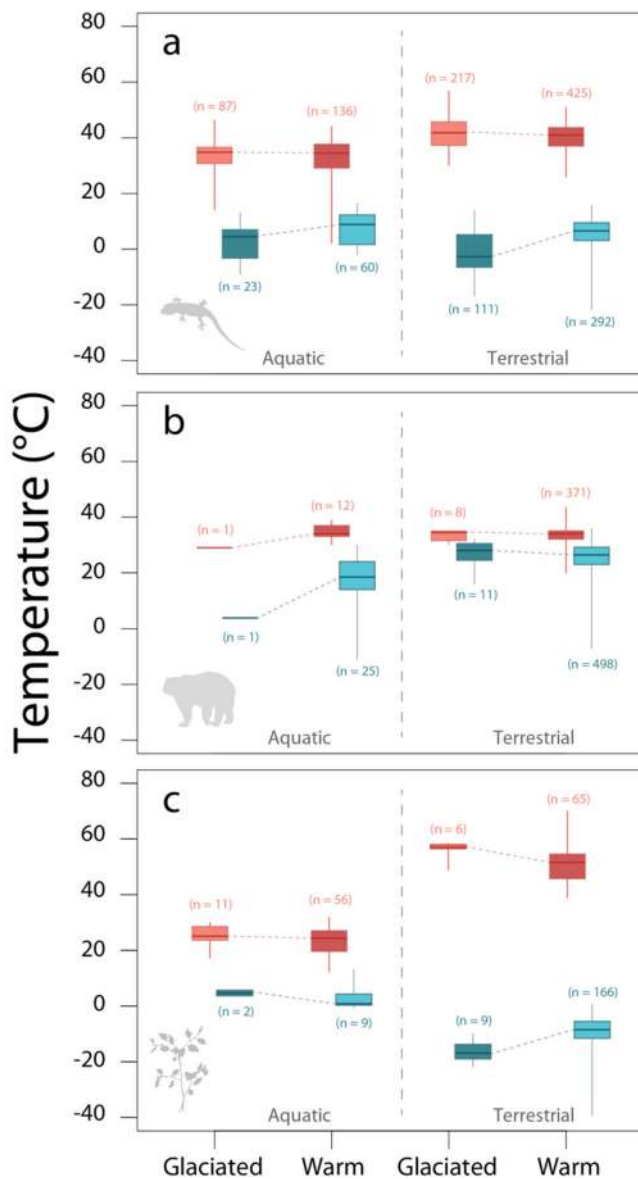 Temperature (°C)
a
80
60
40
20
0
-20
-40
(n = 87)
(n = 136)
(n = 217)
(n = 425)
(n = 23)
(n = 60)
(n = 111)
(n = 292)
Aquatic
Terrestrial
b
80
60
40
20
0
-20
-40
(n = 1)
(n = 12)
(n = 8)
(n = 371)
(n = 1)
(n = 25)
(n = 11)
(n = 498)
Aquatic
Terrestrial
c
80
60
40
20
0
-20
-40
(n = 11)
(n = 56)
(n = 6)
(n = 65)
(n = 2)
(n = 9)
(n = 9)
(n = 166)
Aquatic
Terrestrial
Glaciated Warm Glaciated Warm